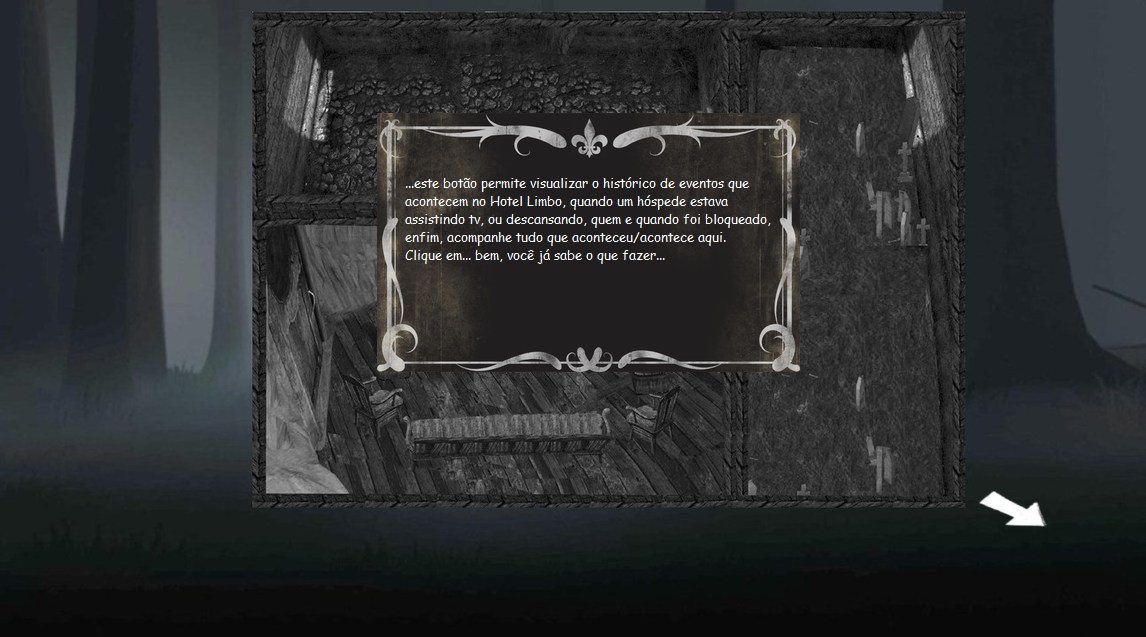 ...este botão permite visualizar o histórico de eventos que
acontecem no Hotel Limbo, quando um hóspede estava
assistindo tv, ou descansando, quem e quando foi bloqueado,
enfim, acompanhe tudo que aconteceu/acontece aqui.
Clique em... bem, você já sabe o que fazer...